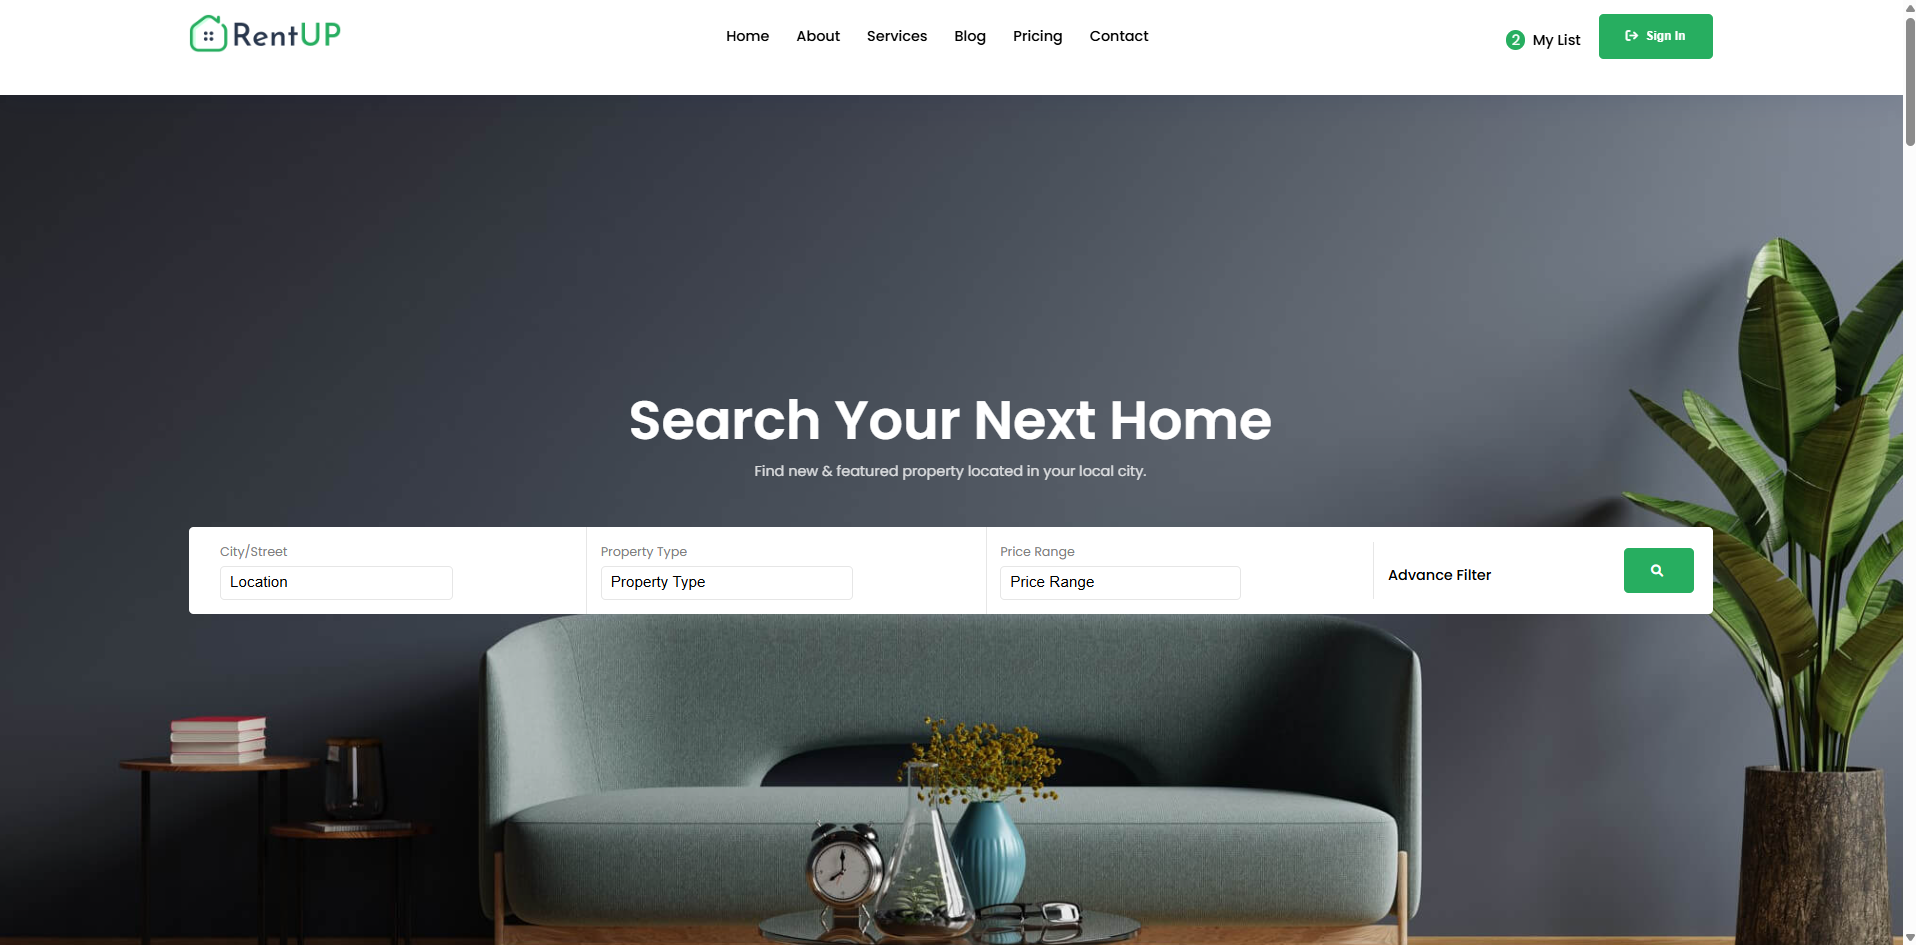 RentUP
Home About Services Blog Pricing Contact
2 My List
Sign In
Search Your Next Home
Find new & featured property located in your local city.
City/Street
Location
Property Type
Property Type
Price Range
Price Range
Advance Filter